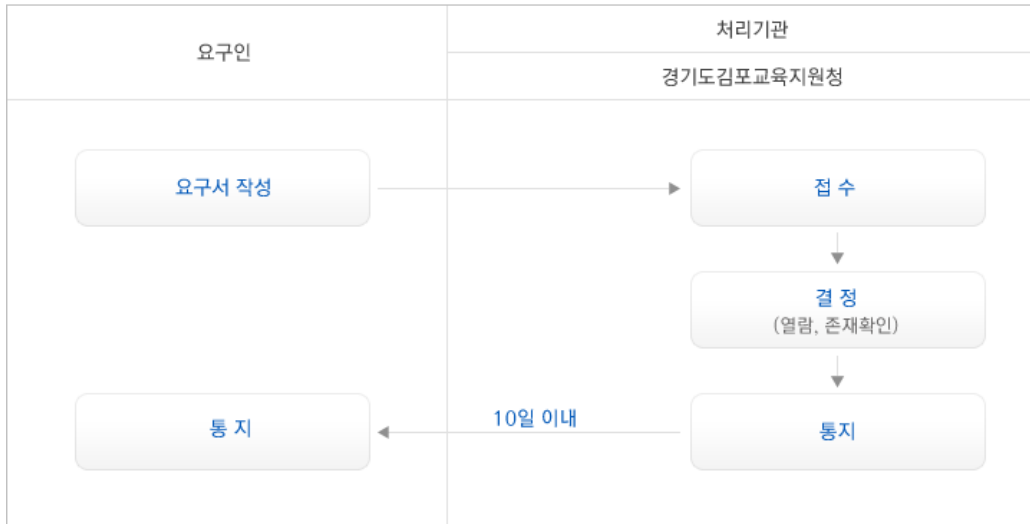 요구인
처리기관
경기도김포교육지원청
요구서 작성
접 수
결 정
(열람, 존재확인)
통 지
10일 이내
통지